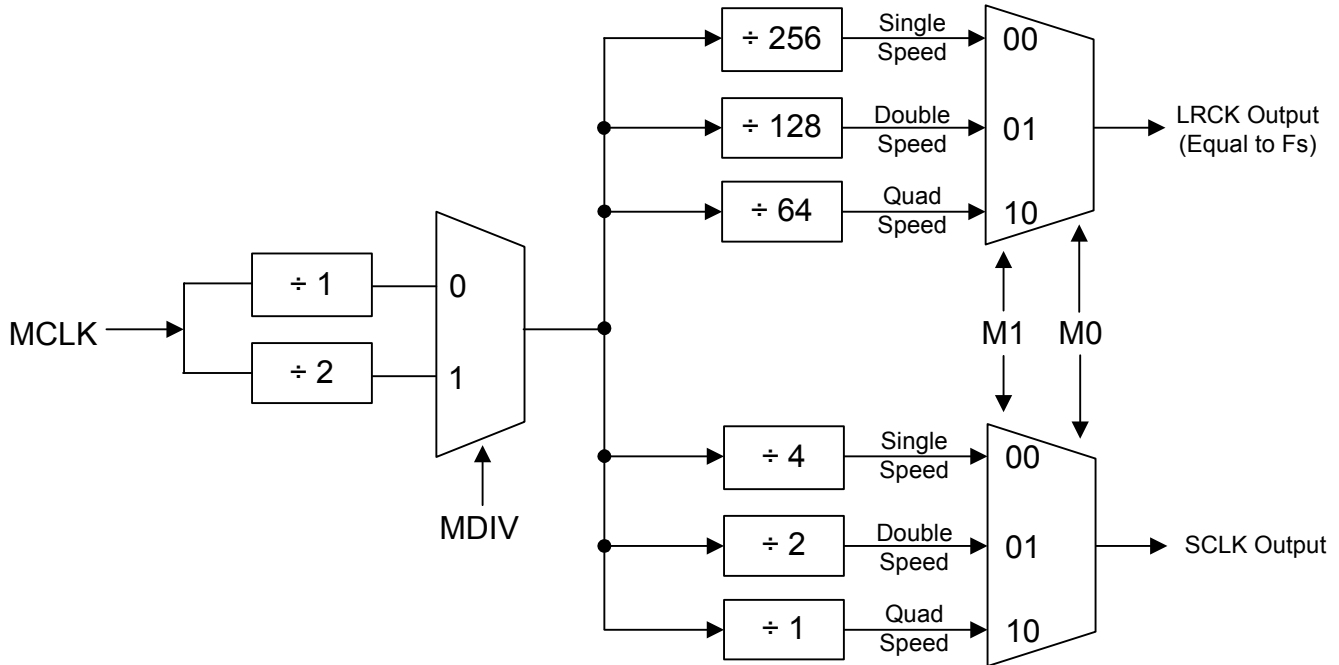 ÷ 256
Single
Speed
00
÷ 128
Double
Speed
01
LRCK Output
(Equal to Fs)
÷ 64
Quad
Speed
10
MCLK
÷ 1
0
÷ 2
1
MDIV
M1
M0
÷ 4
Single
Speed
00
÷ 2
Double
Speed
01
SCLK Output
÷ 1
Quad
Speed
10